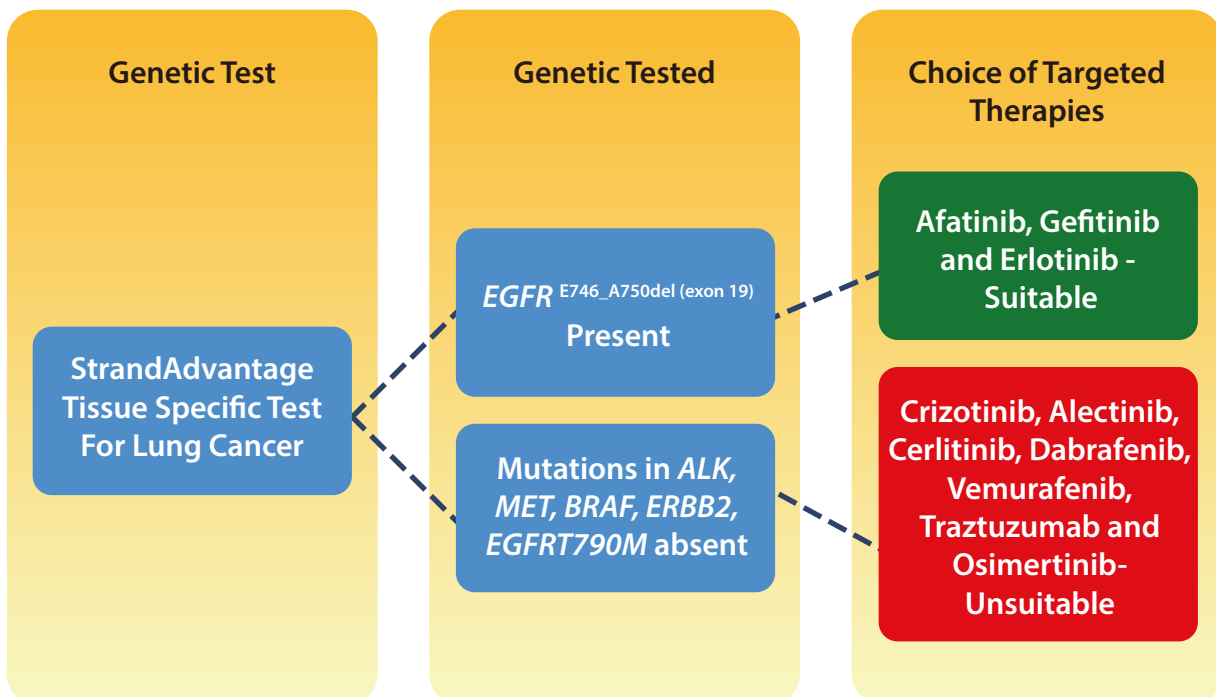 Genetic Test
StrandAdvantage
Tissue Specific Test
For Lung Cancer
Genetic Tested
EGFR E746_A750del (exon 19)
Present
Mutations in ALK,
MET, BRAF, ERBB2,
EGFRT790M absent
Choice of Targeted
Therapies
Afatinib, Gefitinib
and Erlotinib -
Suitable
Crizotinib, Alectinib,
Cerlitinib, Dabrafenib,
Vemurafenib,
Traztuzumab and
Osimertinib-
Unsuitable